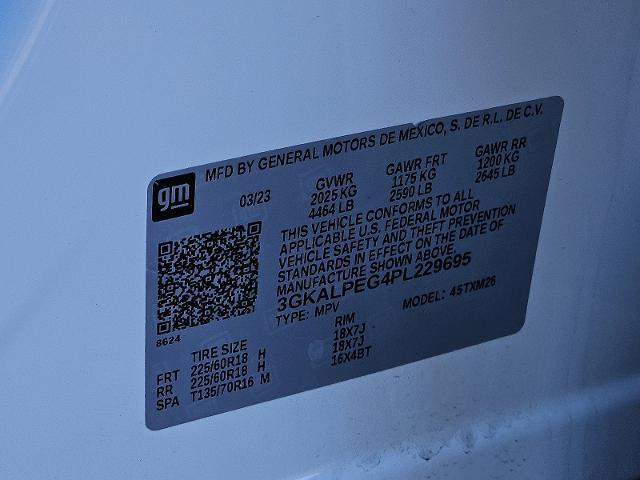 MFD BY GENERAL MOTORS DE MEXICO, S. DE R.L. DE C.V.
gm
03/23
GVWR GAWR FRT GAWR RR
2025 KG 1175 KG 1200 KG
4464 LB 2590 LB 2645 LB
THIS VEHICLE CONFORMS TO ALL
APPLICABLE U.S. FEDERAL MOTOR
VEHICLE SAFETY AND THEFT PREVENTION
STANDARDS IN EFFECT ON THE DATE OF
MANUFACTURE SHOWN ABOVE.
3GKALPEG4PL229695
TYPE: MPV MODEL: 45TXM26
8624
TIRE SIZE RIM
FRT 225/60R18 H 18X7J
RR 225/60R18 H 18X7J
SPA T135/70R16 M 16X4BT